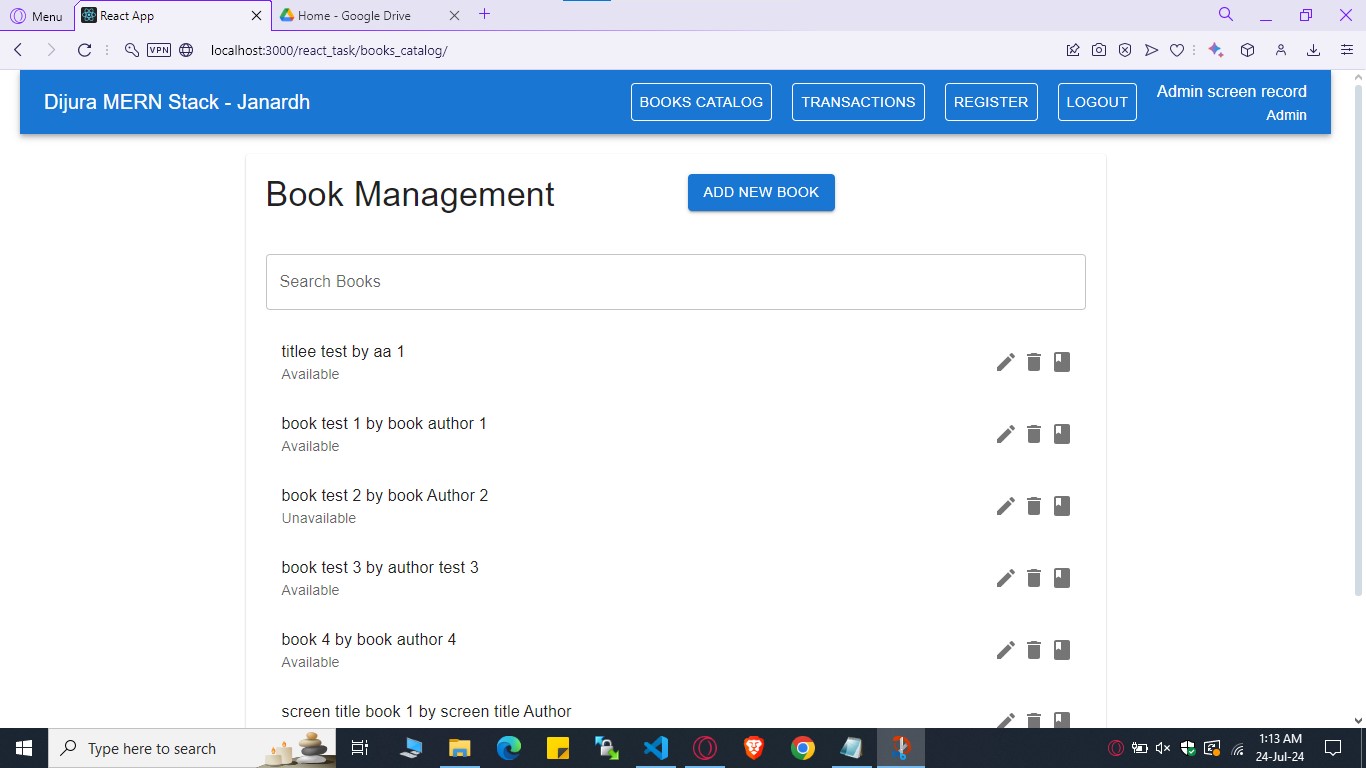 Menu
React App
Home - Google Drive
VPN
localhost:3000/react_task/books_catalog/
Dijura MERN Stack - Janardh
BOOKS CATALOG
TRANSACTIONS
REGISTER
LOGOUT
Admin screen record
Admin
Book Management
ADD NEW BOOK
Search Books
titlee test by aa 1
Available
book test 1 by book author 1
Available
book test 2 by book Author 2
Unavailable
book test 3 by author test 3
Available
book 4 by book author 4
Available
screen title book 1 by screen title Author
Type here to search
1:13 AM
24-Jul-24